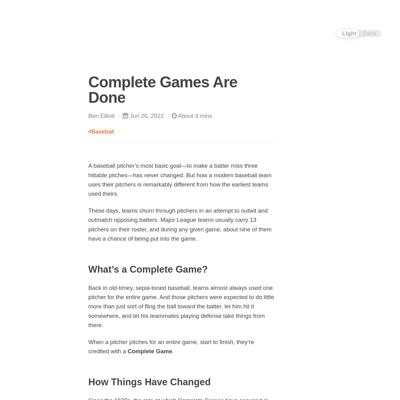 Light Dark
Complete Games Are
Done
Ben Elliott Jun 26, 2022 About 3 mins
#Baseball
A baseball pitcher's most basic goal—to make a batter miss three
hittable pitches—has never changed. But how a modern baseball team
uses their pitchers is remarkably different from how the earliest teams
used theirs.
These days, teams churn through pitchers in an attempt to outwit and
outmatch opposing batters. Major League teams usually carry 13
pitchers on their roster, and during any given game, about nine of them
have a chance of being put into the game.
What's a Complete Game?
Back in old-timey, sepia-toned baseball, teams almost always used one
pitcher for the entire game. And those pitchers were expected to do little
more than just sort of fling the ball toward the batter, let him hit it
somewhere, and let his teammates playing defense take things from
there.
When a pitcher pitches for an entire game, start to finish, they're
credited with a Complete Game.
How Things Have Changed